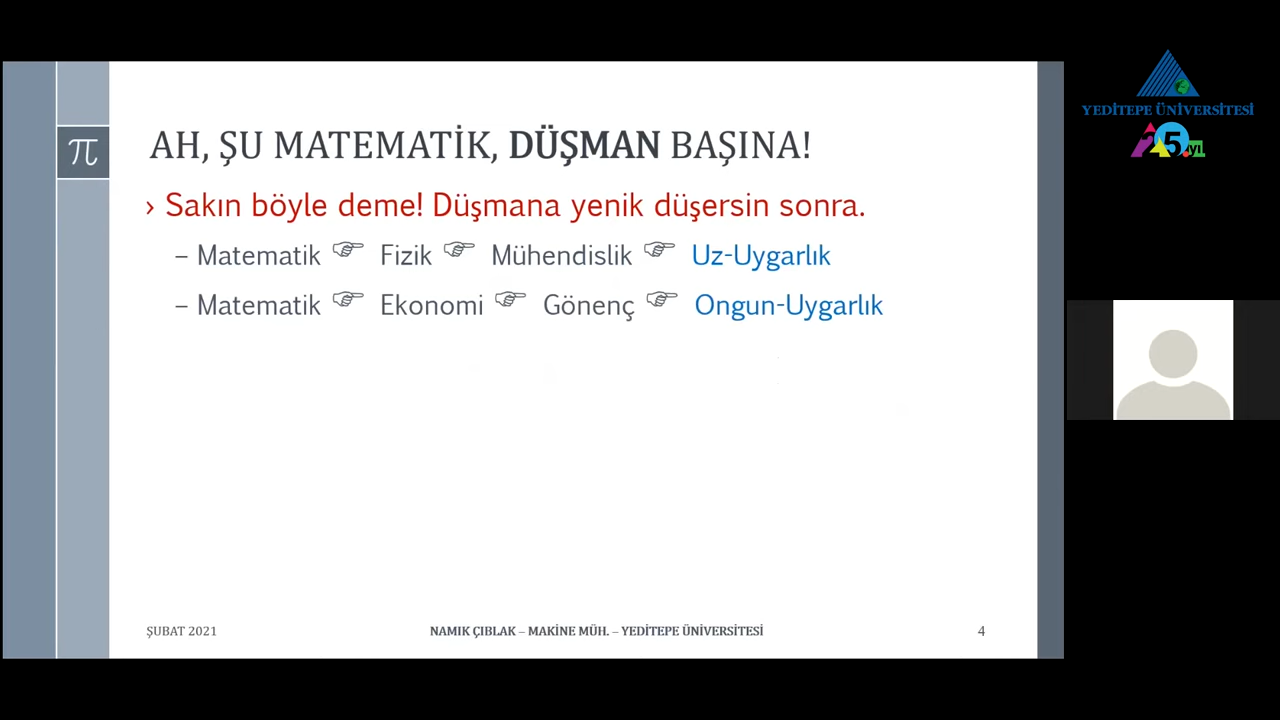 π
AH, ŞU MATEMATİK, DÜŞMAN BAŞINA!
› Sakın böyle deme! Düşmana yenik düşersin sonra.
– Matematik ☞ Fizik ☞ Mühendislik ☞ Uz-Uygarlık
– Matematik ☞ Ekonomi ☞ Gönenç ☞ Ongun-Uygarlık
ŞUBAT 2021 NAMIK ÇIBLAK – MAKİNE MÜH. – YEDİTEPE ÜNİVERSİTESİ 4
YEDİTEPE ÜNİVERSİTESİ
25.yıl